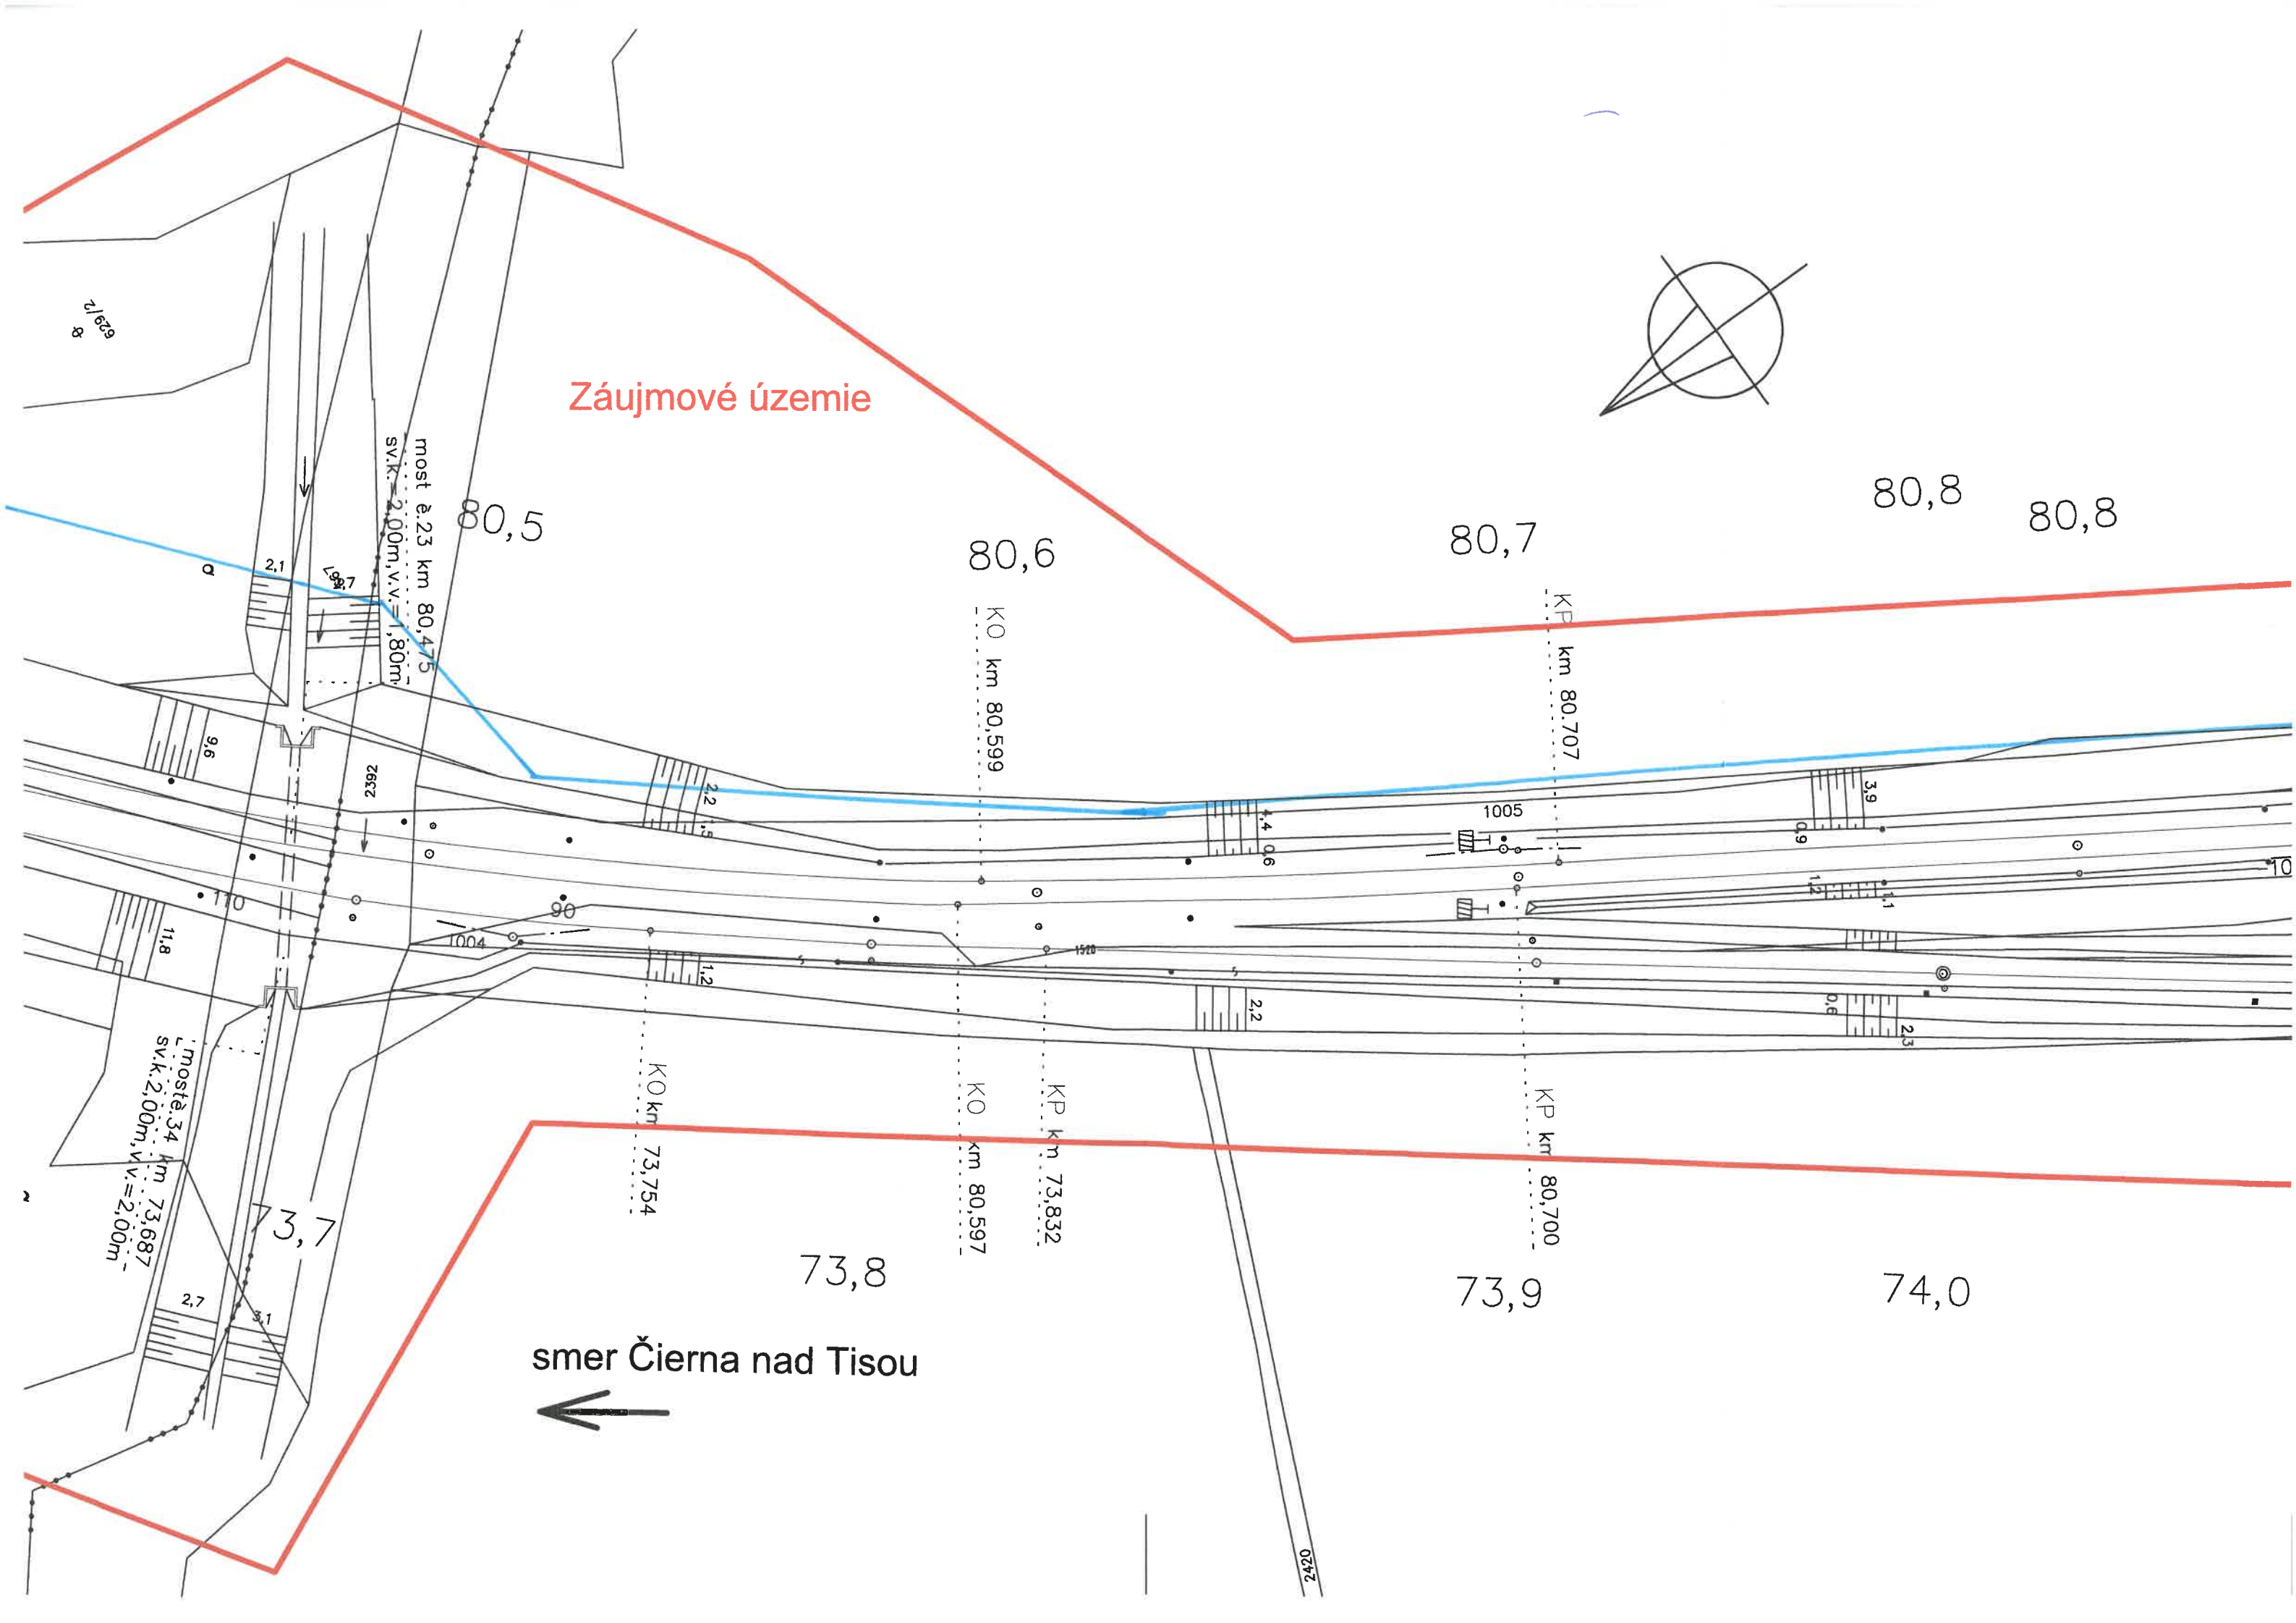 629/2
Záujmové územie
most č.23 km 80,475
sv.k.=2,00m,v.v.=1,80m
80,5
80,6
80,7
80,8
80,8
2,1
KO km 80,599
KP km 80.707
9,6
2392
2,2
1,5
4,4
0,6
1005
3,9
0,9
110
90
1004
1520
1,2
1,1
10
11,8
1,2
2,2
0,6
2,3
most č.34 km 73,687
sv.k.2,00m,v.v.=2,00m
KO km 73,754
KO km 80,597
KP km 73,832
KP km 80,700
73,7
73,8
73,9
74,0
2,7
3,1
smer Čierna nad Tisou
2420